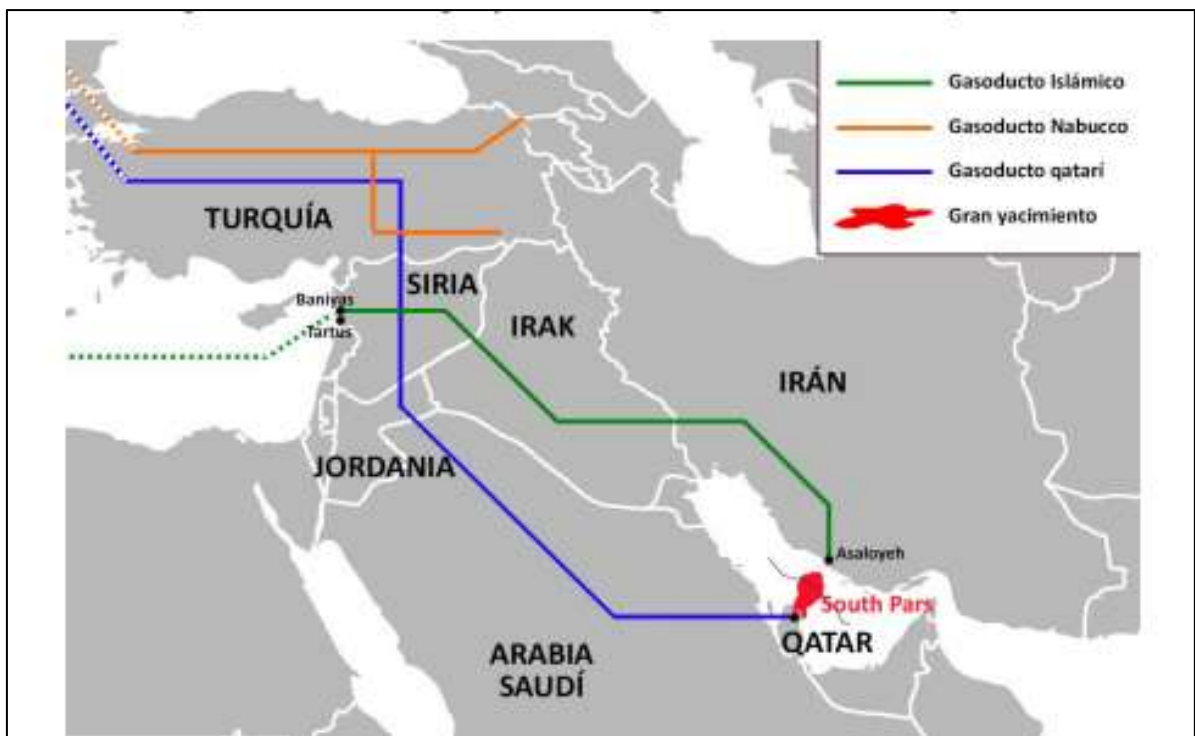 Gasoducto Islámico
Gasoducto Nabucco
Gasoducto qatarí
Gran yacimiento
TURQUÍA
SIRIA
Baniyas
Tartus
IRAK
IRÁN
JORDANIA
Asaloyeh
South Pars
QATAR
ARABIA
SAUDÍ